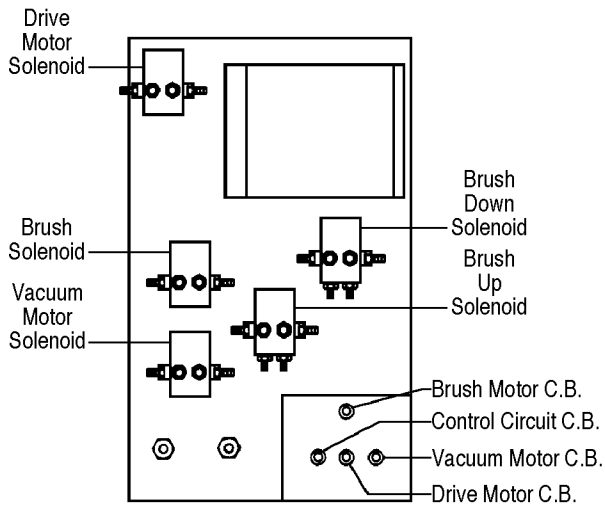 Drive
Motor
Solenoid
Brush
Solenoid
Vacuum
Motor
Solenoid
Brush
Down
Solenoid
Brush
Up
Solenoid
Brush Motor C.B.
Control Circuit C.B.
Vacuum Motor C.B.
Drive Motor C.B.